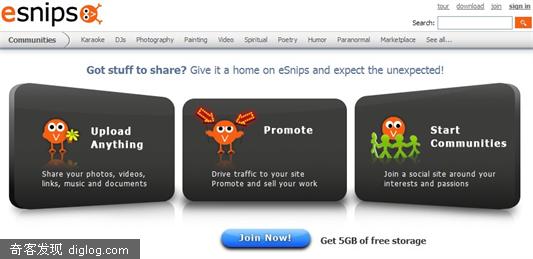 esnips
tour download join sign in
Search:
Communities Karaoke DJs Photography Painting Video Spiritual Poetry Humor Paranormal Marketplace See all...
Got stuff to share? Give it a home on eSnips and expect the unexpected!
Upload
Anything
Share your photos, videos,
links, music and documents
Promote
Drive traffic to your site
Promote and sell your work
Start
Communities
Join a social site around your
interests and passions
Join Now! Get 5GB of free storage
奇客发现 diglog.com